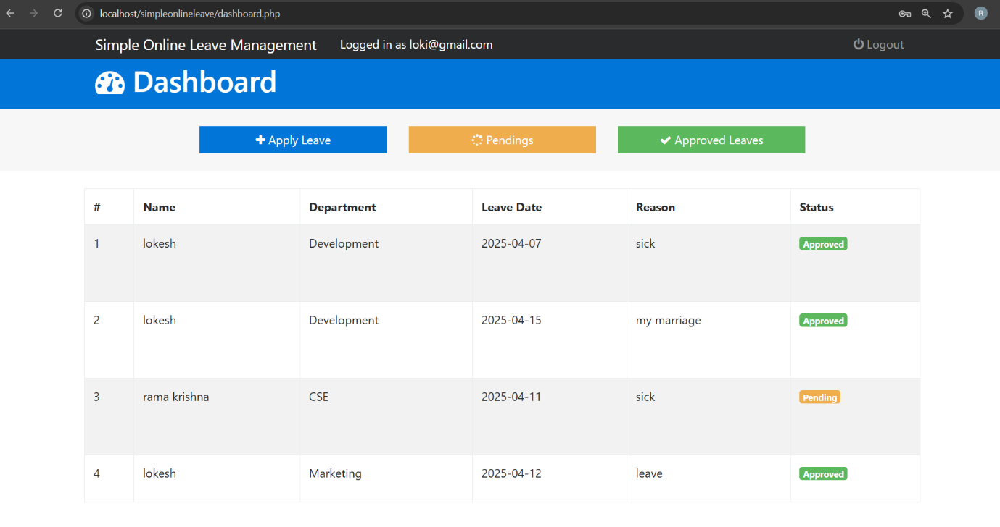 localhost/simpleonlineleave/dashboard.php
R
Simple Online Leave Management Logged in as loki@gmail.com Logout
Dashboard
Apply Leave Pendings Approved Leaves
# Name Department Leave Date Reason Status
1 lokesh Development 2025-04-07 sick Approved
2 lokesh Development 2025-04-15 my marriage Approved
3 rama krishna CSE 2025-04-11 sick Pending
4 lokesh Marketing 2025-04-12 leave Approved